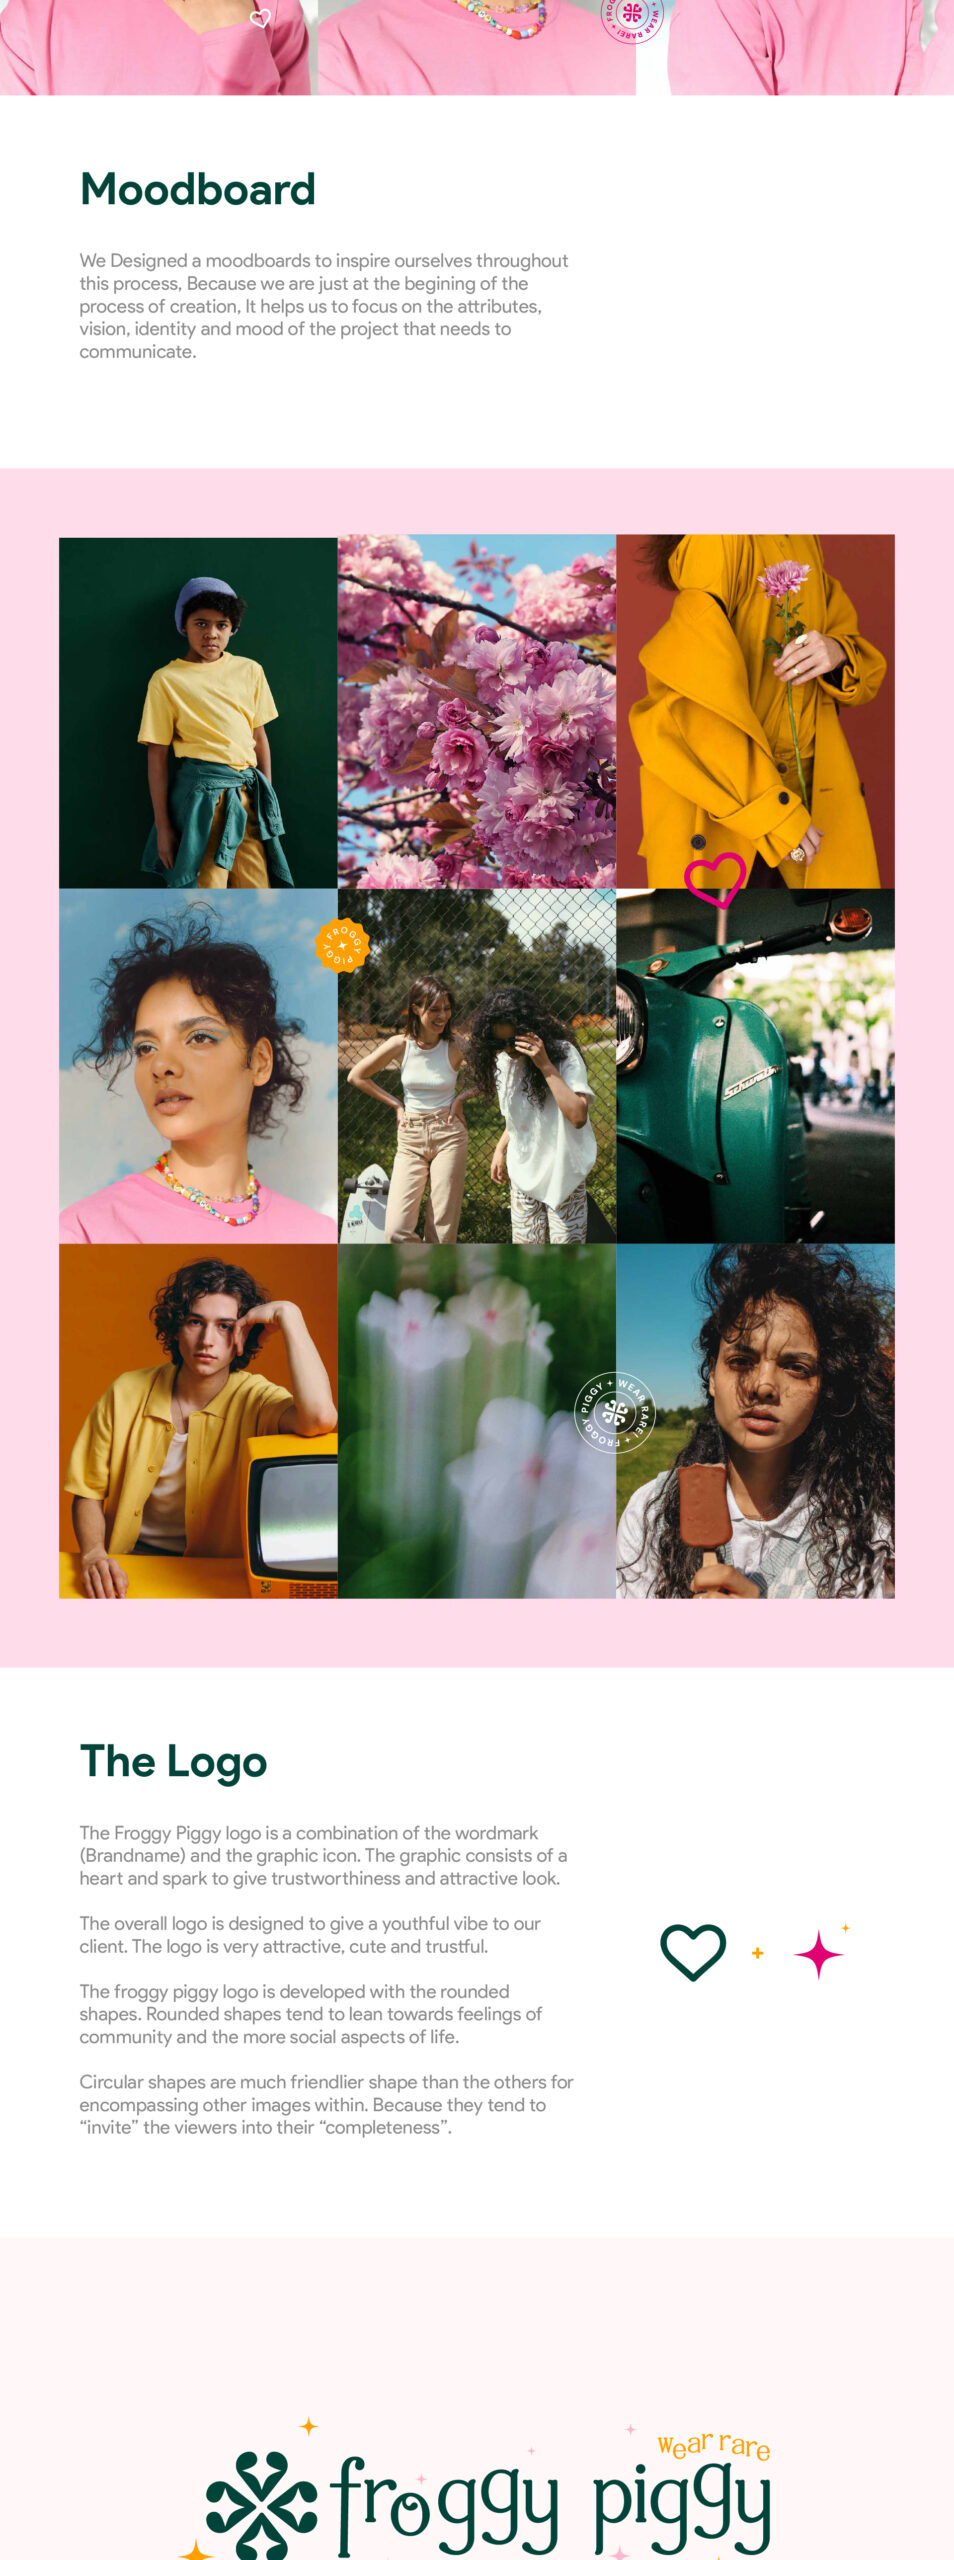 FROGGY
WEAR RARE!
Moodboard
We Designed a moodboards to inspire ourselves throughout
this process, Because we are just at the begining of the
process of creation, It helps us to focus on the attributes,
vision, identity and mood of the project that needs to
communicate.
FROGGY PIGGY
FROGGY PIGGY WEAR RARE!
The Logo
The Froggy Piggy logo is a combination of the wordmark
(Brandname) and the graphic icon. The graphic consists of a
heart and spark to give trustworthiness and attractive look.
The overall logo is designed to give a youthful vibe to our
client. The logo is very attractive, cute and trustful.
The froggy piggy logo is developed with the rounded
shapes. Rounded shapes tend to lean towards feelings of
community and the more social aspects of life.
Circular shapes are much friendlier shape than the others for
encompassing other images within. Because they tend to
“invite” the viewers into their “completeness”.
wear rare
froggy piggy